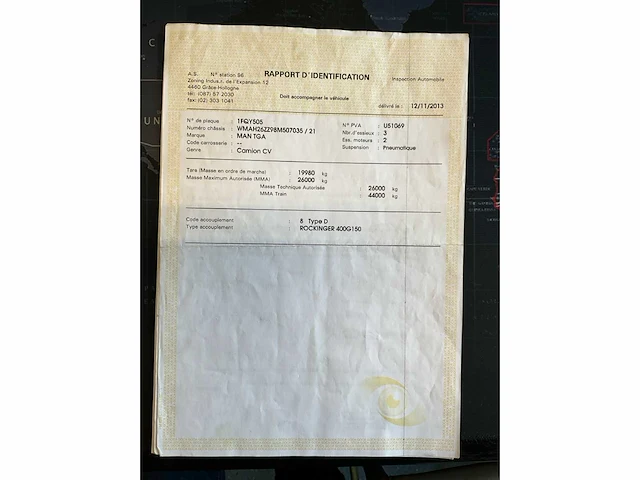 RAPPORT D'IDENTIFICATION
A.S. N° station 96
Zoning Indus.r. de l'Expansion 12
4460 Grâce Hollogne
tél: (087) 57 2030
fax: (02) 503 1041
Inspection Automobile
Doit accompagner le véhicule
délivré le : 12/11/2013
N° de plaque : 1FQY505
Numéro châssis : WMAH26ZZ98M507035 / 21
Marque : MAN TGA
Code carrosserie : --
Genre : Camion CV
N° PVA : U51069
Nbr.d'essieux : 3
Ess. moteurs : 2
Suspension : Pneumatique
Tare (Masse en ordre de marche) : 19980 kg
Masse Maximum Autorisée (MMA) : 26000 kg
Masse Technique Autorisée : 26000 kg
MMA Train : 44000 kg
Code accouplement : 8 Type D
Type accouplement : ROCKINGER 400G150